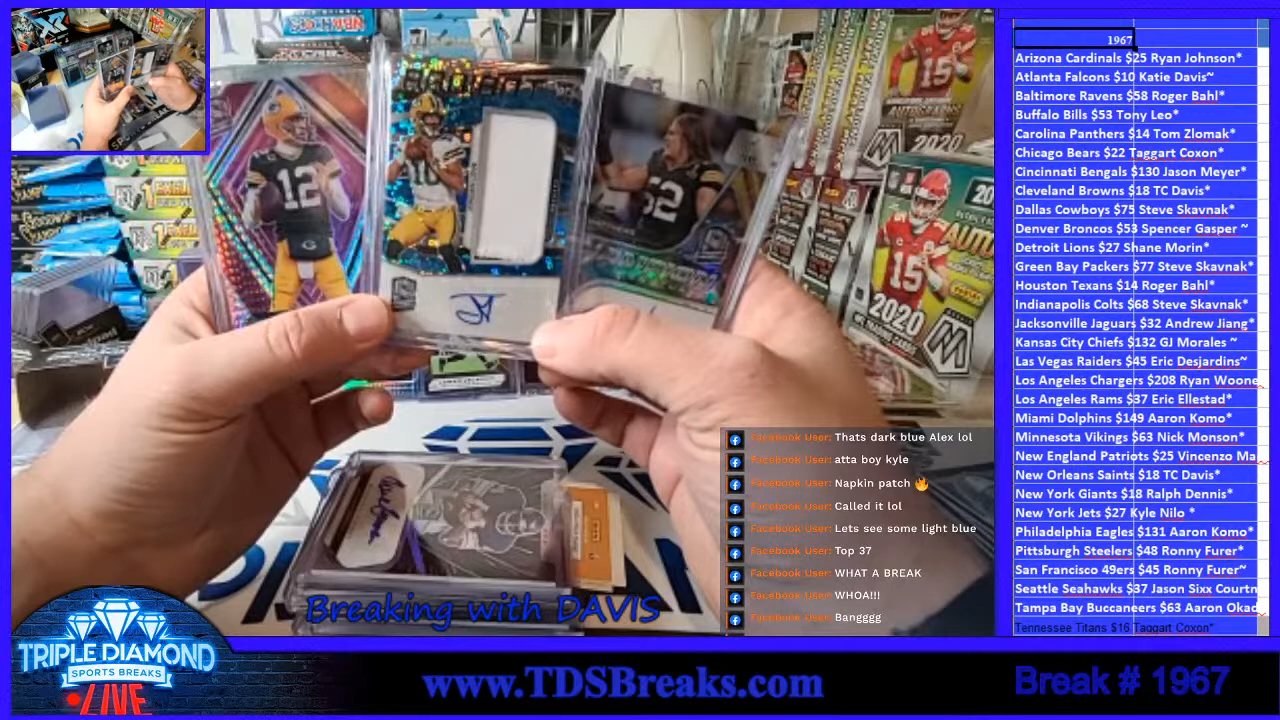 1967
Arizona Cardinals $25 Ryan Johnson*
Atlanta Falcons $10 Katie Davis~
Baltimore Ravens $58 Roger Bahl*
Buffalo Bills $53 Tony Leo*
Carolina Panthers $14 Tom Zlomak*
Chicago Bears $22 Taggart Coxon*
Cincinnati Bengals $130 Jason Meyer*
Cleveland Browns $18 TC Davis*
Dallas Cowboys $75 Steve Skavnak*
Denver Broncos $53 Spencer Gasper ~
Detroit Lions $27 Shane Morin*
Green Bay Packers $77 Steve Skavnak*
Houston Texans $14 Roger Bahl*
Indianapolis Colts $68 Steve Skavnak*
Jacksonville Jaguars $32 Andrew Jiang*
Kansas City Chiefs $132 GJ Morales ~
Las Vegas Raiders $45 Eric Desjardins~
Los Angeles Chargers $208 Ryan Woone
Los Angeles Rams $37 Eric Ellestad*
Miami Dolphins $149 Aaron Komo*
Minnesota Vikings $63 Nick Monson*
New England Patriots $25 Vincenzo Ma
New Orleans Saints $18 TC Davis*
New York Giants $18 Ralph Dennis*
New York Jets $27 Kyle Nilo *
Philadelphia Eagles $131 Aaron Komo*
Pittsburgh Steelers $48 Ronny Furer*
San Francisco 49ers $45 Ronny Furer~
Seattle Seahawks $37 Jason Sixx Courtn
Tampa Bay Buccaneers $63 Aaron Okad
Tennessee Titans $16 Taggart Coxon*
12
10
52
15
2020
15
2020
NFL TRADING CARDS
M
Facebook User: Thats dark blue Alex lol
Facebook User: atta boy kyle
Facebook User: Napkin patch 🔥
Facebook User: Called it lol
Facebook User: Lets see some light blue
Facebook User: Top 37
Facebook User: WHAT A BREAK
Facebook User: WHOA!!!
Facebook User: Bangggg
Breaking with DAVIS
TRIPLE DIAMOND
SPORTS BREAKS
LIVE
www.TDSBreaks.com
Break # 1967